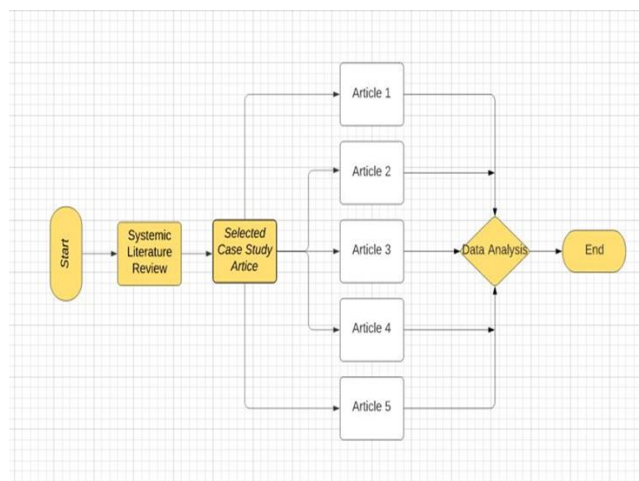 Start
Systemic
Literature
Review
Selected
Case Study
Artice
Article 1
Article 2
Article 3
Article 4
Article 5
Data Analysis
End